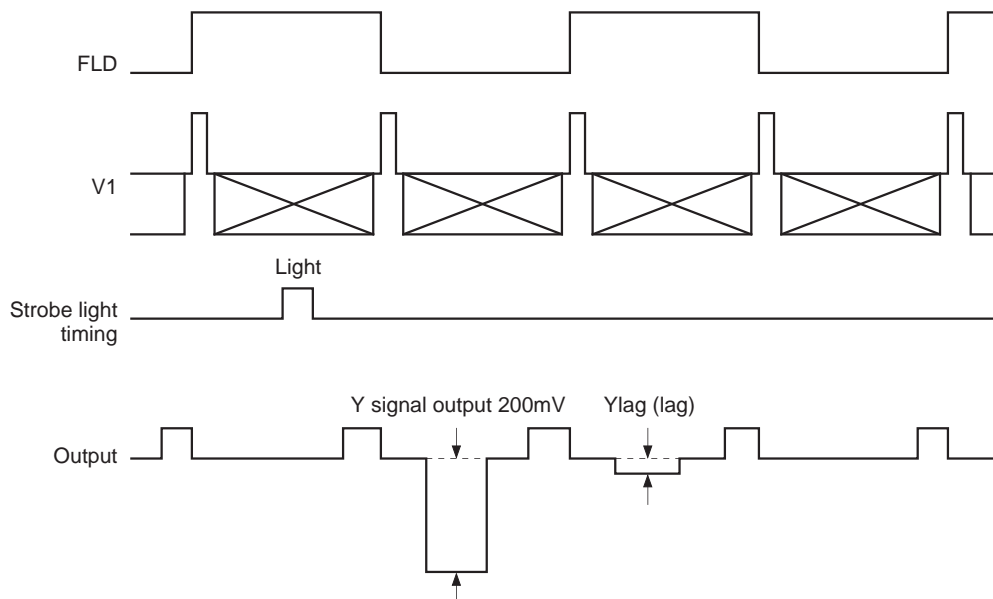 FLD
V1
Light
Strobe light
timing
Y signal output 200mV
Ylag (lag)
Output